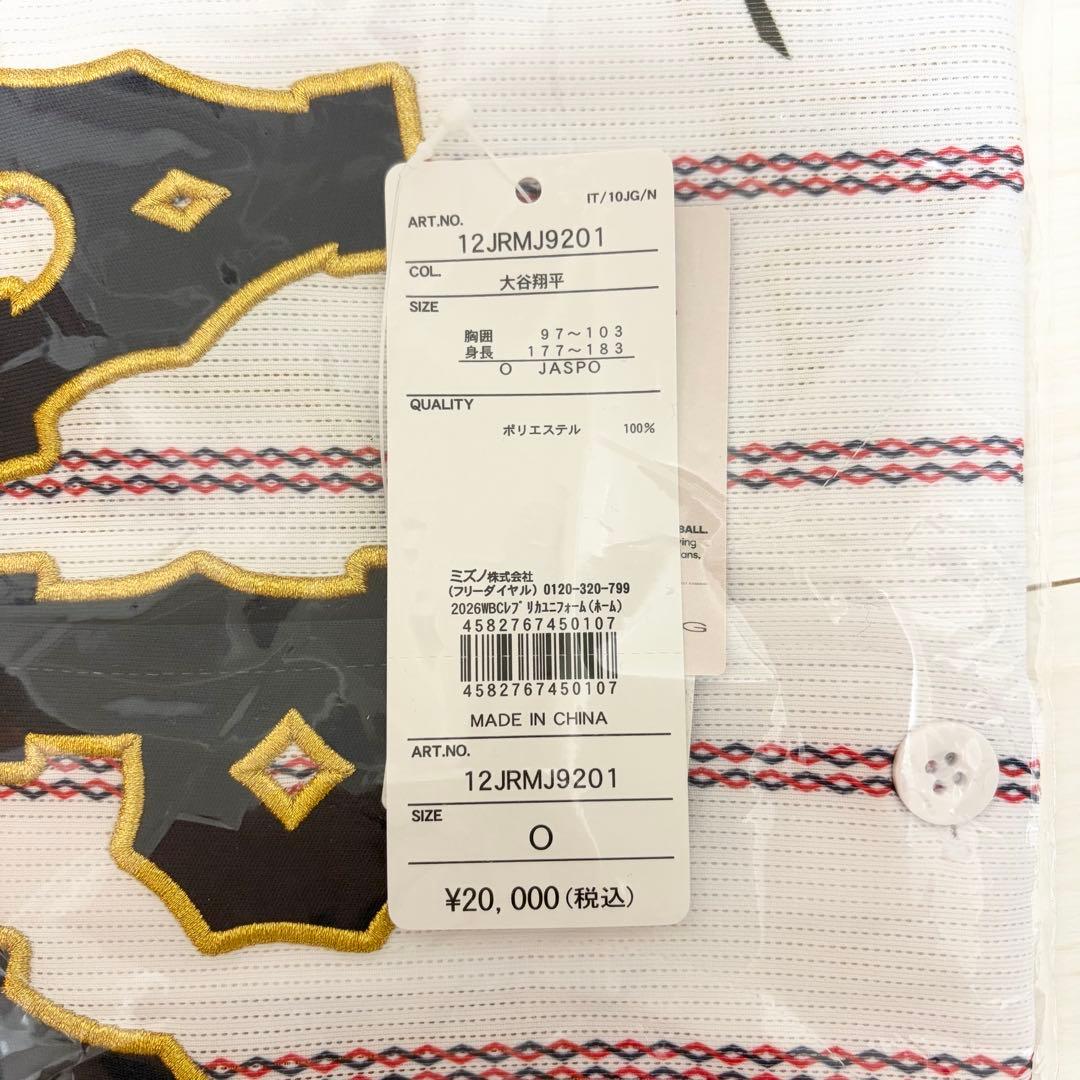 IT/10JG/N
ART.NO.
12JRMJ9201
COL.
大谷翔平
SIZE
胸囲 97～103
身長 177～183
O JASPO
QUALITY
ポリエステル 100%
BALL.
ans.
ミズノ株式会社
(フリーダイヤル) 0120-320-799
2026WBCﾚﾌﾟﾘｶﾕﾆﾌｫｰﾑ(ﾎｰﾑ)
4582767450107
4582767450107
G
MADE IN CHINA
ART.NO.
12JRMJ9201
SIZE
O
¥20,000(税込)